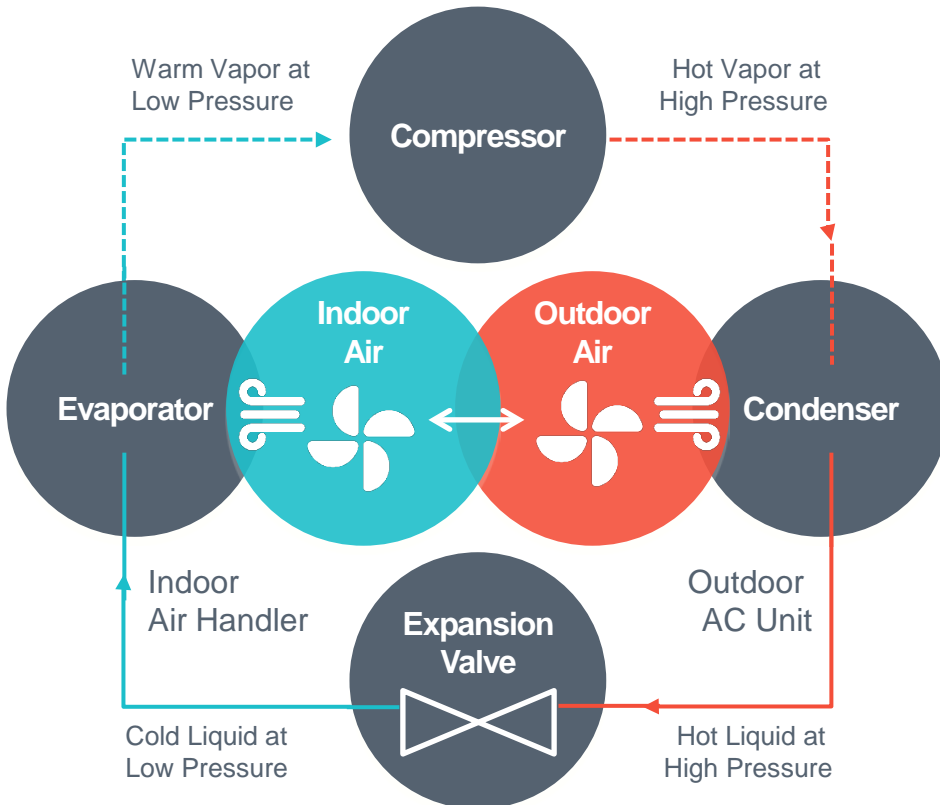 Warm Vapor at
Low Pressure
Hot Vapor at
High Pressure
Compressor
Indoor
Air
Outdoor
Air
Evaporator
Condenser
Indoor
Air Handler
Outdoor
AC Unit
Expansion
Valve
Cold Liquid at
Low Pressure
Hot Liquid at
High Pressure